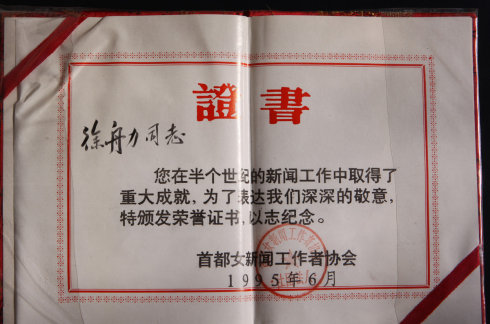 證書
徐舟力同志
您在半个世纪的新闻工作中取得了
重大成就，为了表达我们深深的敬意，
特颁发荣誉证书，以志纪念。
首都女新闻工作者协会
1995年6月